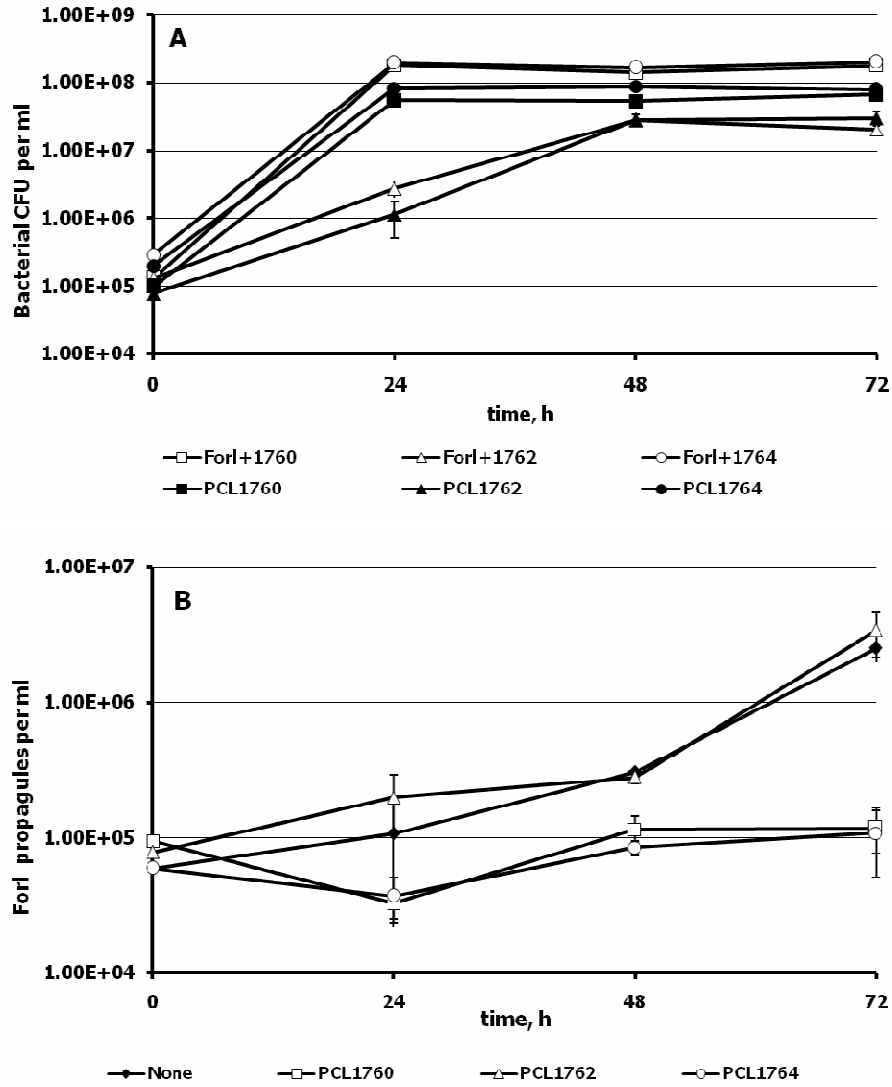 1.00E+09
A
1.00E+08
1.00E+07
1.00E+06
1.00E+05
1.00E+04
Bacterial CFU per ml
0 24 48 72
time, h
Forl+1760 Forl+1762 Forl+1764
PCL1760 PCL1762 PCL1764
1.00E+07
B
1.00E+06
1.00E+05
1.00E+04
Forl propagules per ml
0 24 48 72
time, h
None PCL1760 PCL1762 PCL1764